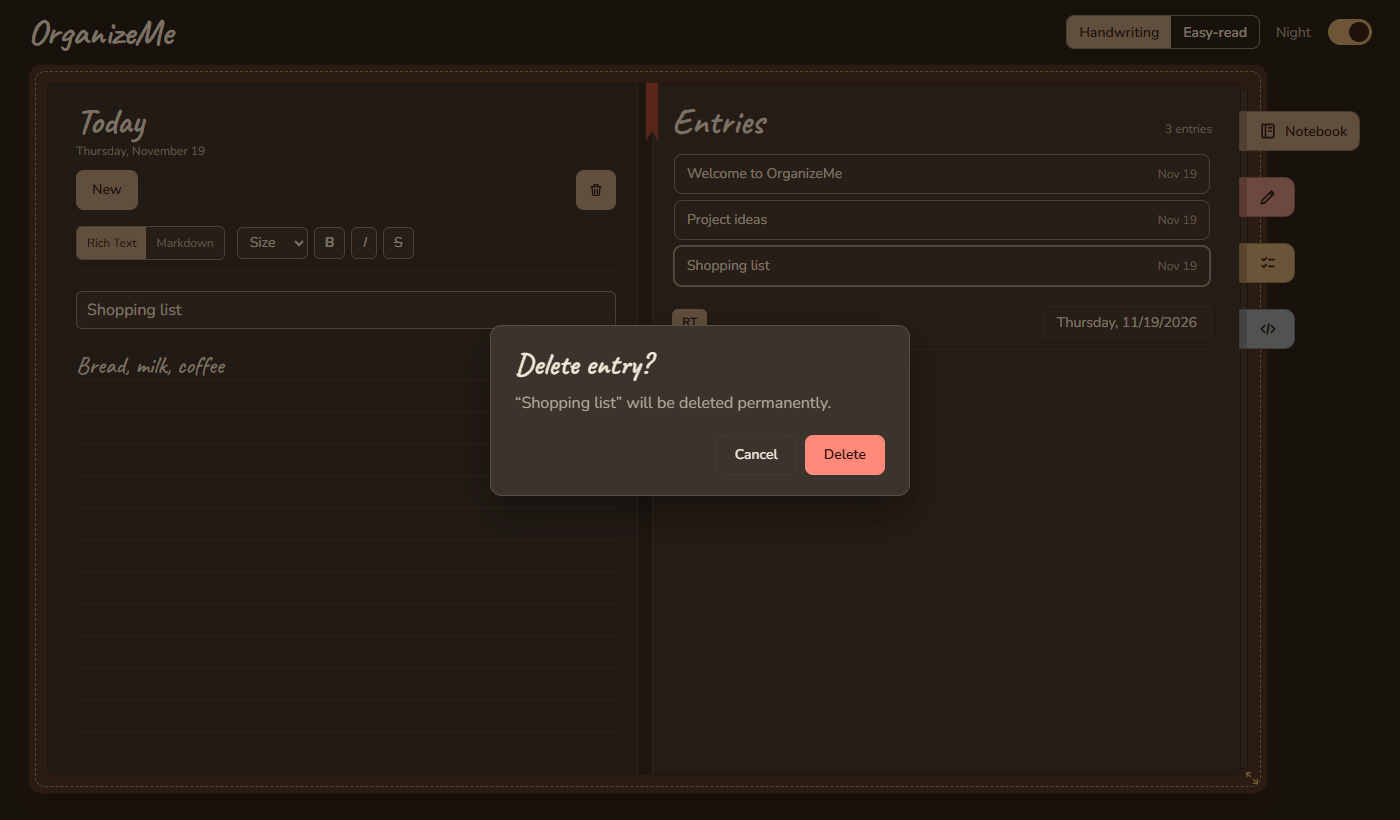 OrganizeMe
Handwriting Easy-read Night
Today
Thursday, November 19
New
Rich Text Markdown Size B I S
Shopping list
Bread, milk, coffee
Entries
3 entries
Welcome to OrganizeMe Nov 19
Project ideas Nov 19
Shopping list Nov 19
RT Thursday, 11/19/2026
Notebook
Delete entry?
“Shopping list” will be deleted permanently.
Cancel Delete